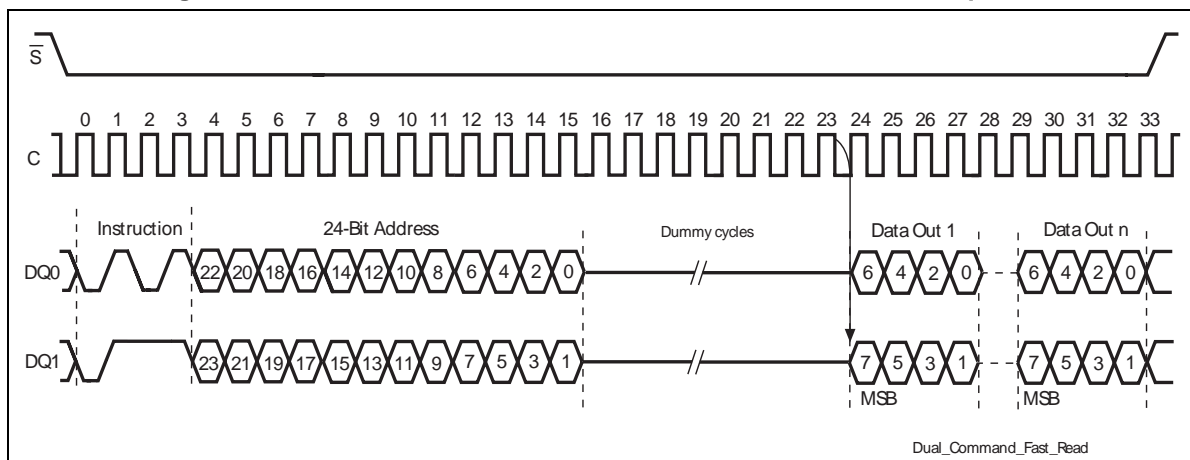 S
0 1 2 3 4 5 6 7 8 9 10 11 12 13 14 15 16 17 18 19 20 21 22 23 24 25 26 27 28 29 30 31 32 33
C
Instruction 24-Bit Address Dummy cycles Data Out 1 Data Out n
DQ0 22 20 18 16 14 12 10 8 6 4 2 0 6 4 2 0 6 4 2 0
DQ1 23 21 19 17 15 13 11 9 7 5 3 1 7 5 3 1 7 5 3 1
MSB MSB
Dual_Command_Fast_Read